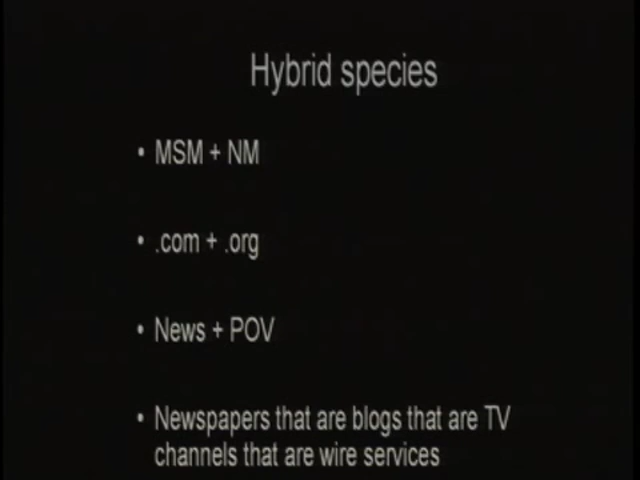 Hybrid species
• MSM + NM
• .com + .org
• News + POV
• Newspapers that are blogs that are TV
channels that are wire services